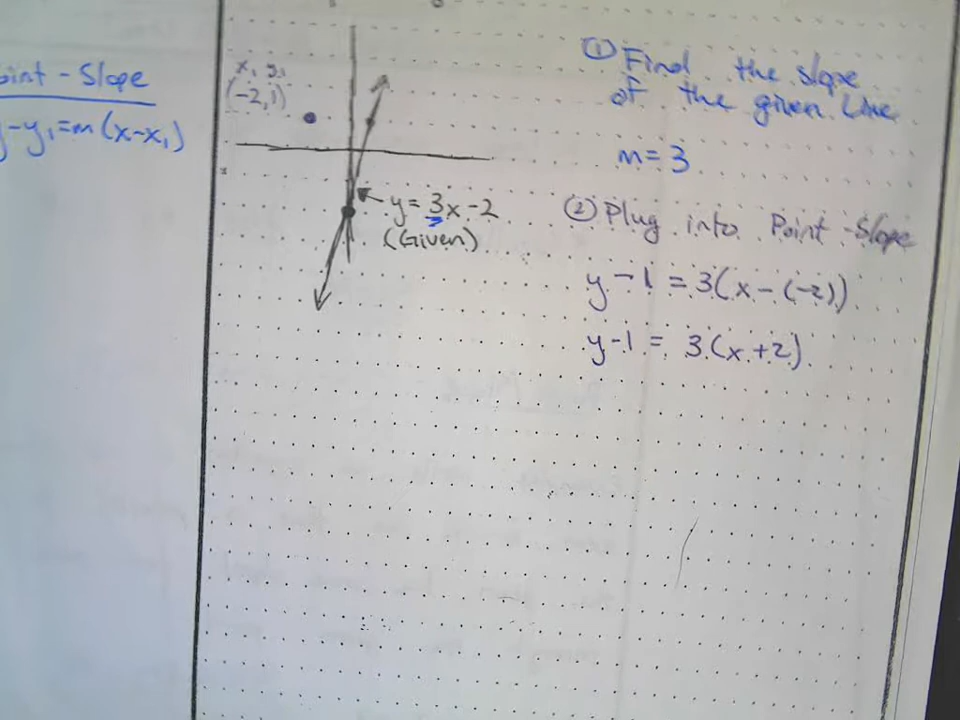 oint - Slope
y-y₁=m(x-x₁)
x₁ y₁
(-2,1)
y=3x-2
(Given)
① Find the slope
of the given Line
m=3
② Plug into Point-Slope
y-1=3(x-(-2))
y-1=3(x+2)